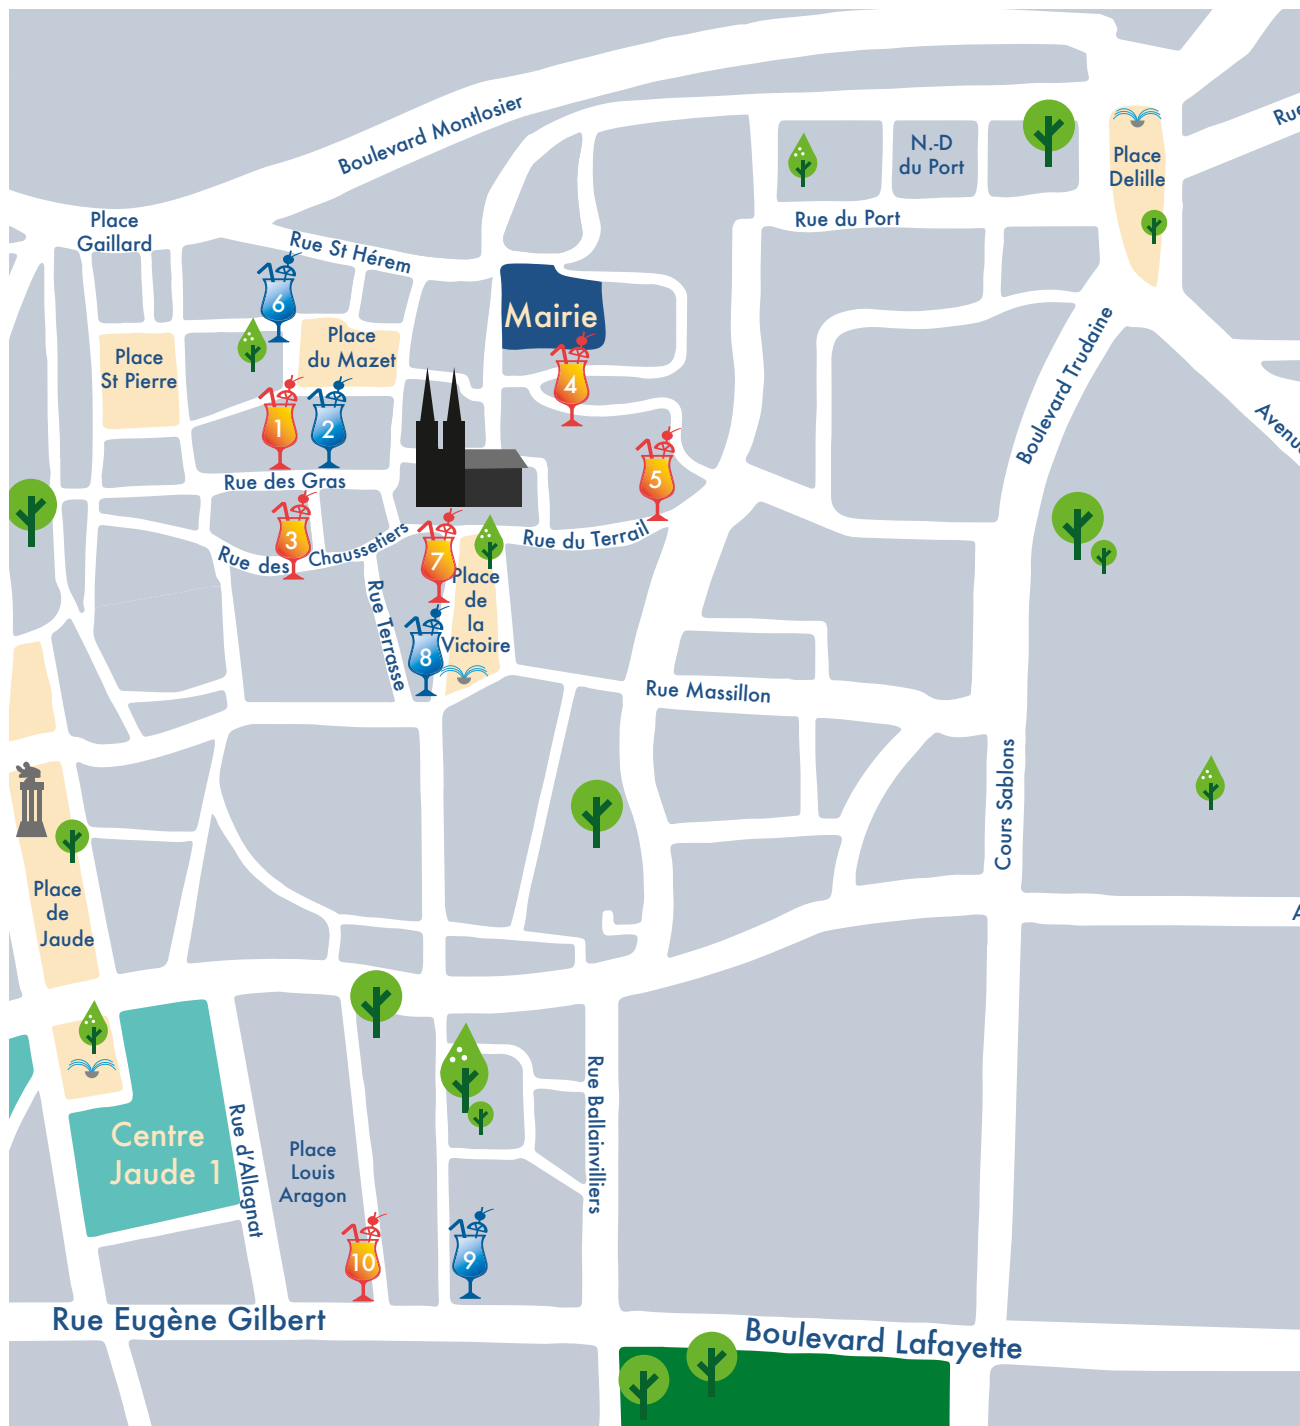 Boulevard Montlosier
Rue
N.-D
du Port
Place
Delille
Place
Gaillard
Rue du Port
Rue St Hérem
6
Mairie
Place
du Mazet
Place
St Pierre
Boulevard Trudaine
4
1
2
Avenu
Rue des Gras
5
3
Rue des Chaussetiers
Rue du Terrail
7
Place
de
la
Victoire
Rue Terrasse
8
Rue Massillon
Cours Sablons
Place
de
Jaude
A
Centre
Jaude 1
Rue d'Allagnat
Place
Louis
Aragon
Rue Ballainvilliers
10
9
Rue Eugène Gilbert
Boulevard Lafayette